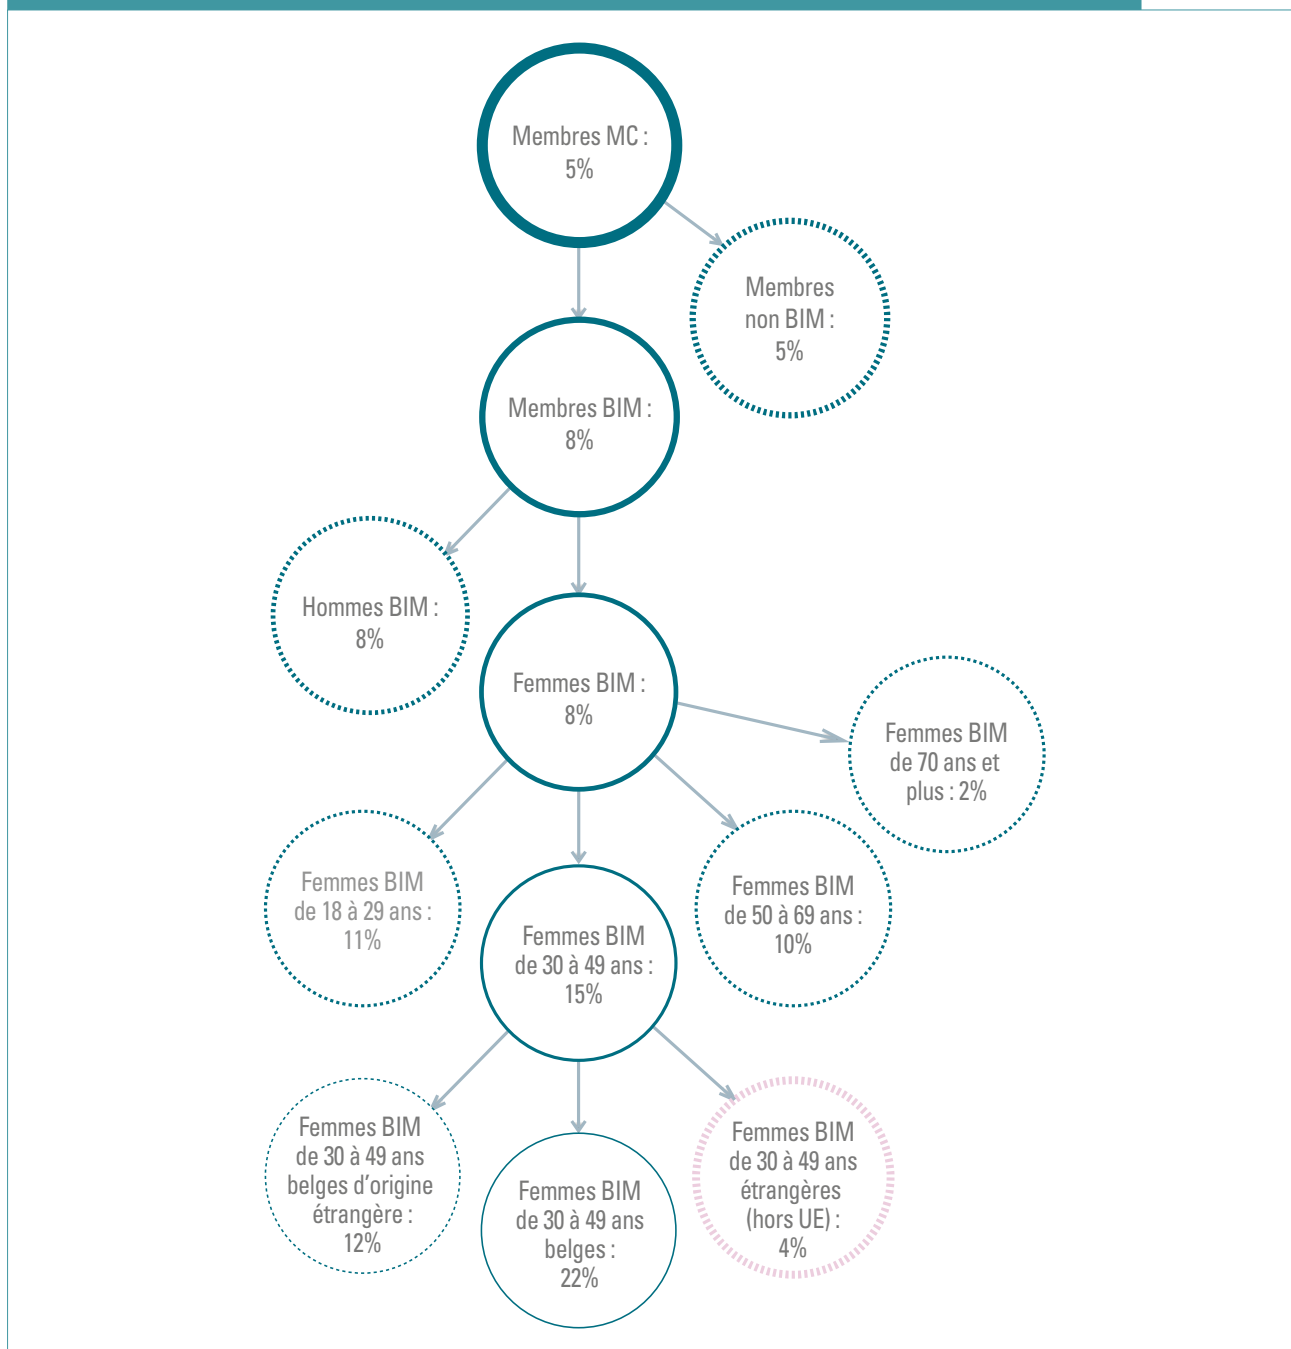 Membres MC :
5%
Membres
non BIM :
5%
Membres BIM :
8%
Hommes BIM :
8%
Femmes BIM :
8%
Femmes BIM
de 70 ans et
plus : 2%
Femmes BIM
de 18 à 29 ans :
11%
Femmes BIM
de 30 à 49 ans :
15%
Femmes BIM
de 50 à 69 ans :
10%
Femmes BIM
de 30 à 49 ans
belges d’origine
étrangère :
12%
Femmes BIM
de 30 à 49 ans
belges :
22%
Femmes BIM
de 30 à 49 ans
étrangères
(hors UE) :
4%